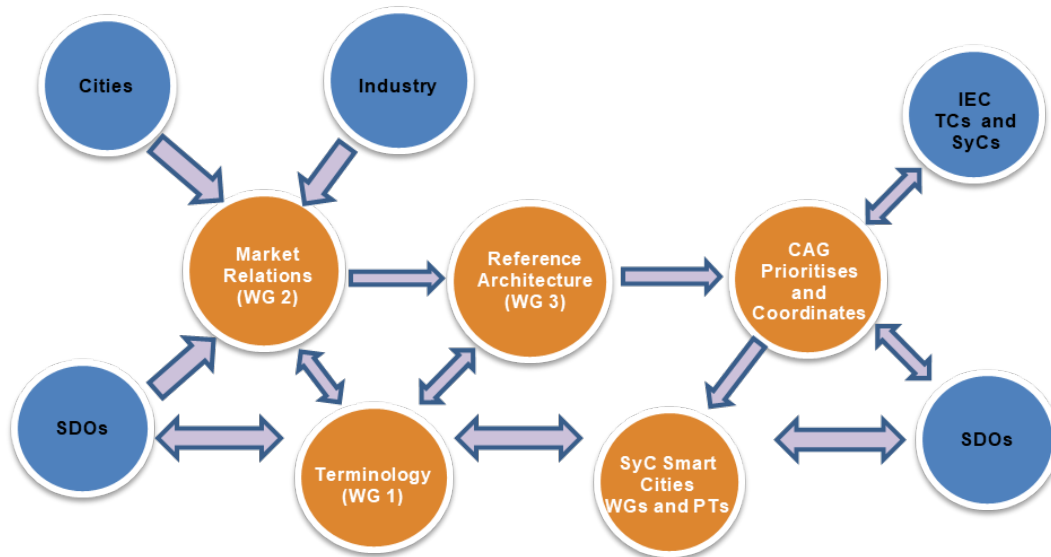 Cities
Industry
IEC
TCs and
SyCs
Market
Relations
(WG 2)
Reference
Architecture
(WG 3)
CAG
Prioritises
and
Coordinates
SDOs
Terminology
(WG 1)
SyC Smart
Cities
WGs and PTs
SDOs